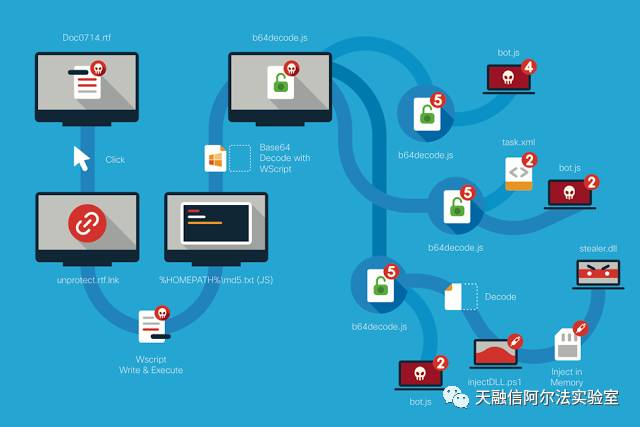 Doc0714.rtf
b64decode.js
bot.js
4
5
b64decode.js
Click
Base64
Decode with
WScript
task.xml
2
bot.js
2
5
b64decode.js
unprotect.rtf.lnk
%HOMEPATH%\md5.txt (JS)
stealer.dll
5
b64decode.js
Decode
Wscript
Write & Execute
2
bot.js
injectDLL.ps1
Inject in
Memory
天融信阿尔法实验室